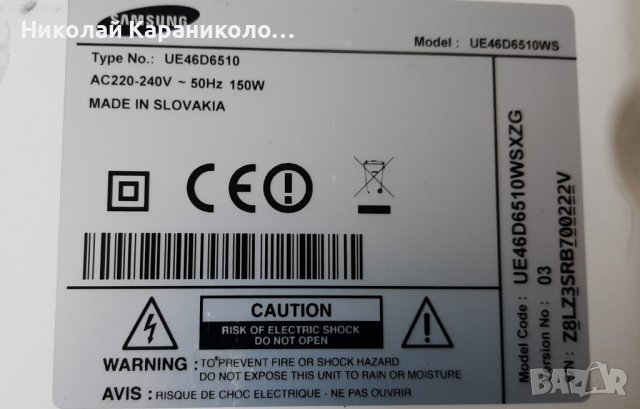 Николай Караниколо...
SAMSUNG
Model : UE46D6510WS
Type No.: UE46D6510
AC220-240V ~ 50Hz 150W
MADE IN SLOVAKIA
CE
CAUTION
RISK OF ELECTRIC SHOCK
DO NOT OPEN
WARNING : TO PREVENT FIRE OR SHOCK HAZARD
DO NOT EXPOSE THIS UNIT TO RAIN OR MOISTURE
AVIS : RISQUE DE CHOC ELECTRIQUE - NE PAS OUVRIR
Model Code : UE46D6510WSXZG
Version No : 03
S/N : Z8LZ3SRB700222V
BAZAR